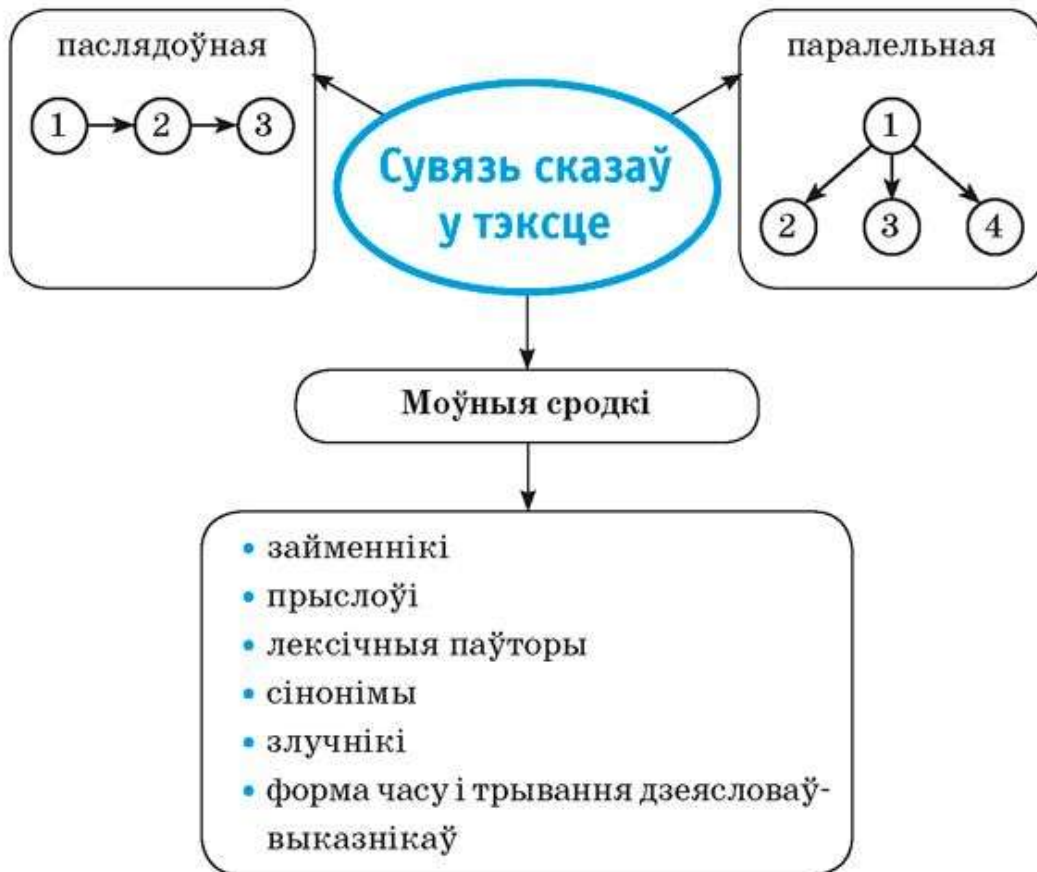 паслядоўная
1 2 3
Сувязь сказаў
у тэксце
паралельная
1
2 3 4
Моўныя сродкі
• займеннікі
• прыслоўі
• лексічныя паўторы
• сінонімы
• злучнікі
• форма часу і трывання дзеясловаў-
выказнікаў